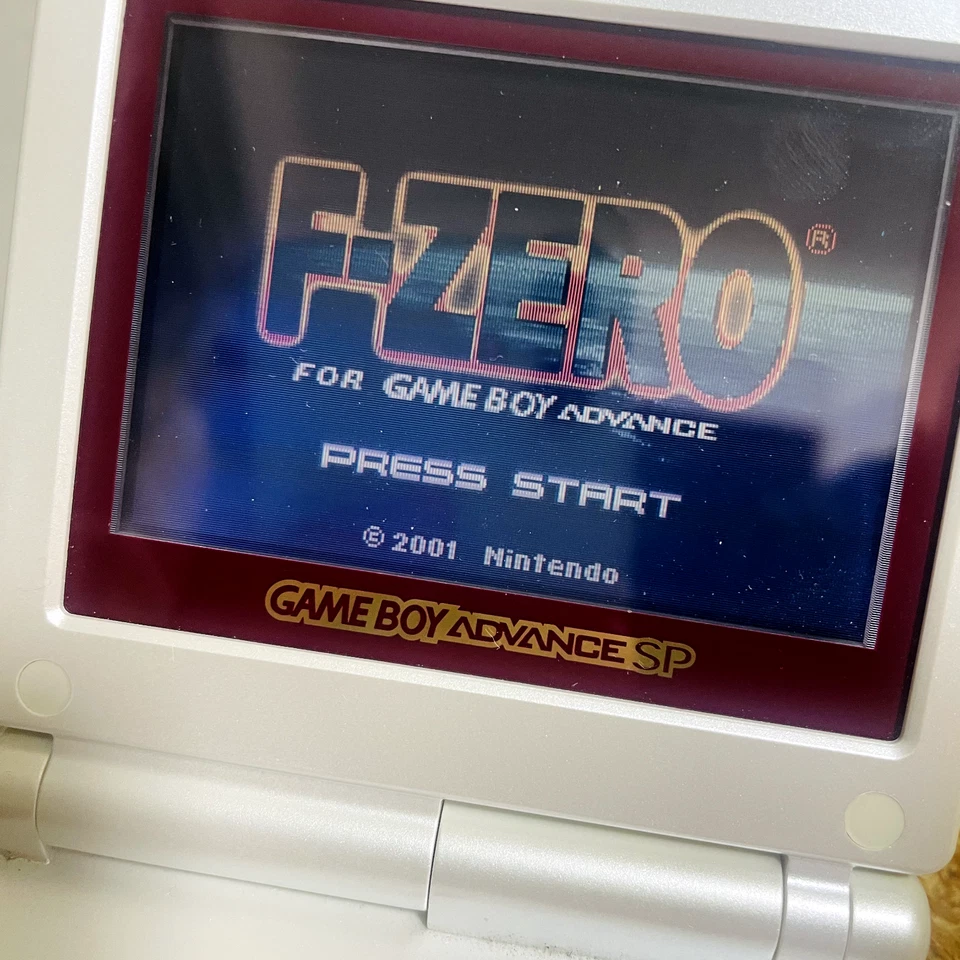 F-ZERO®
FOR GAME BOY ADVANCE
PRESS START
© 2001 Nintendo
GAME BOY ADVANCE SP